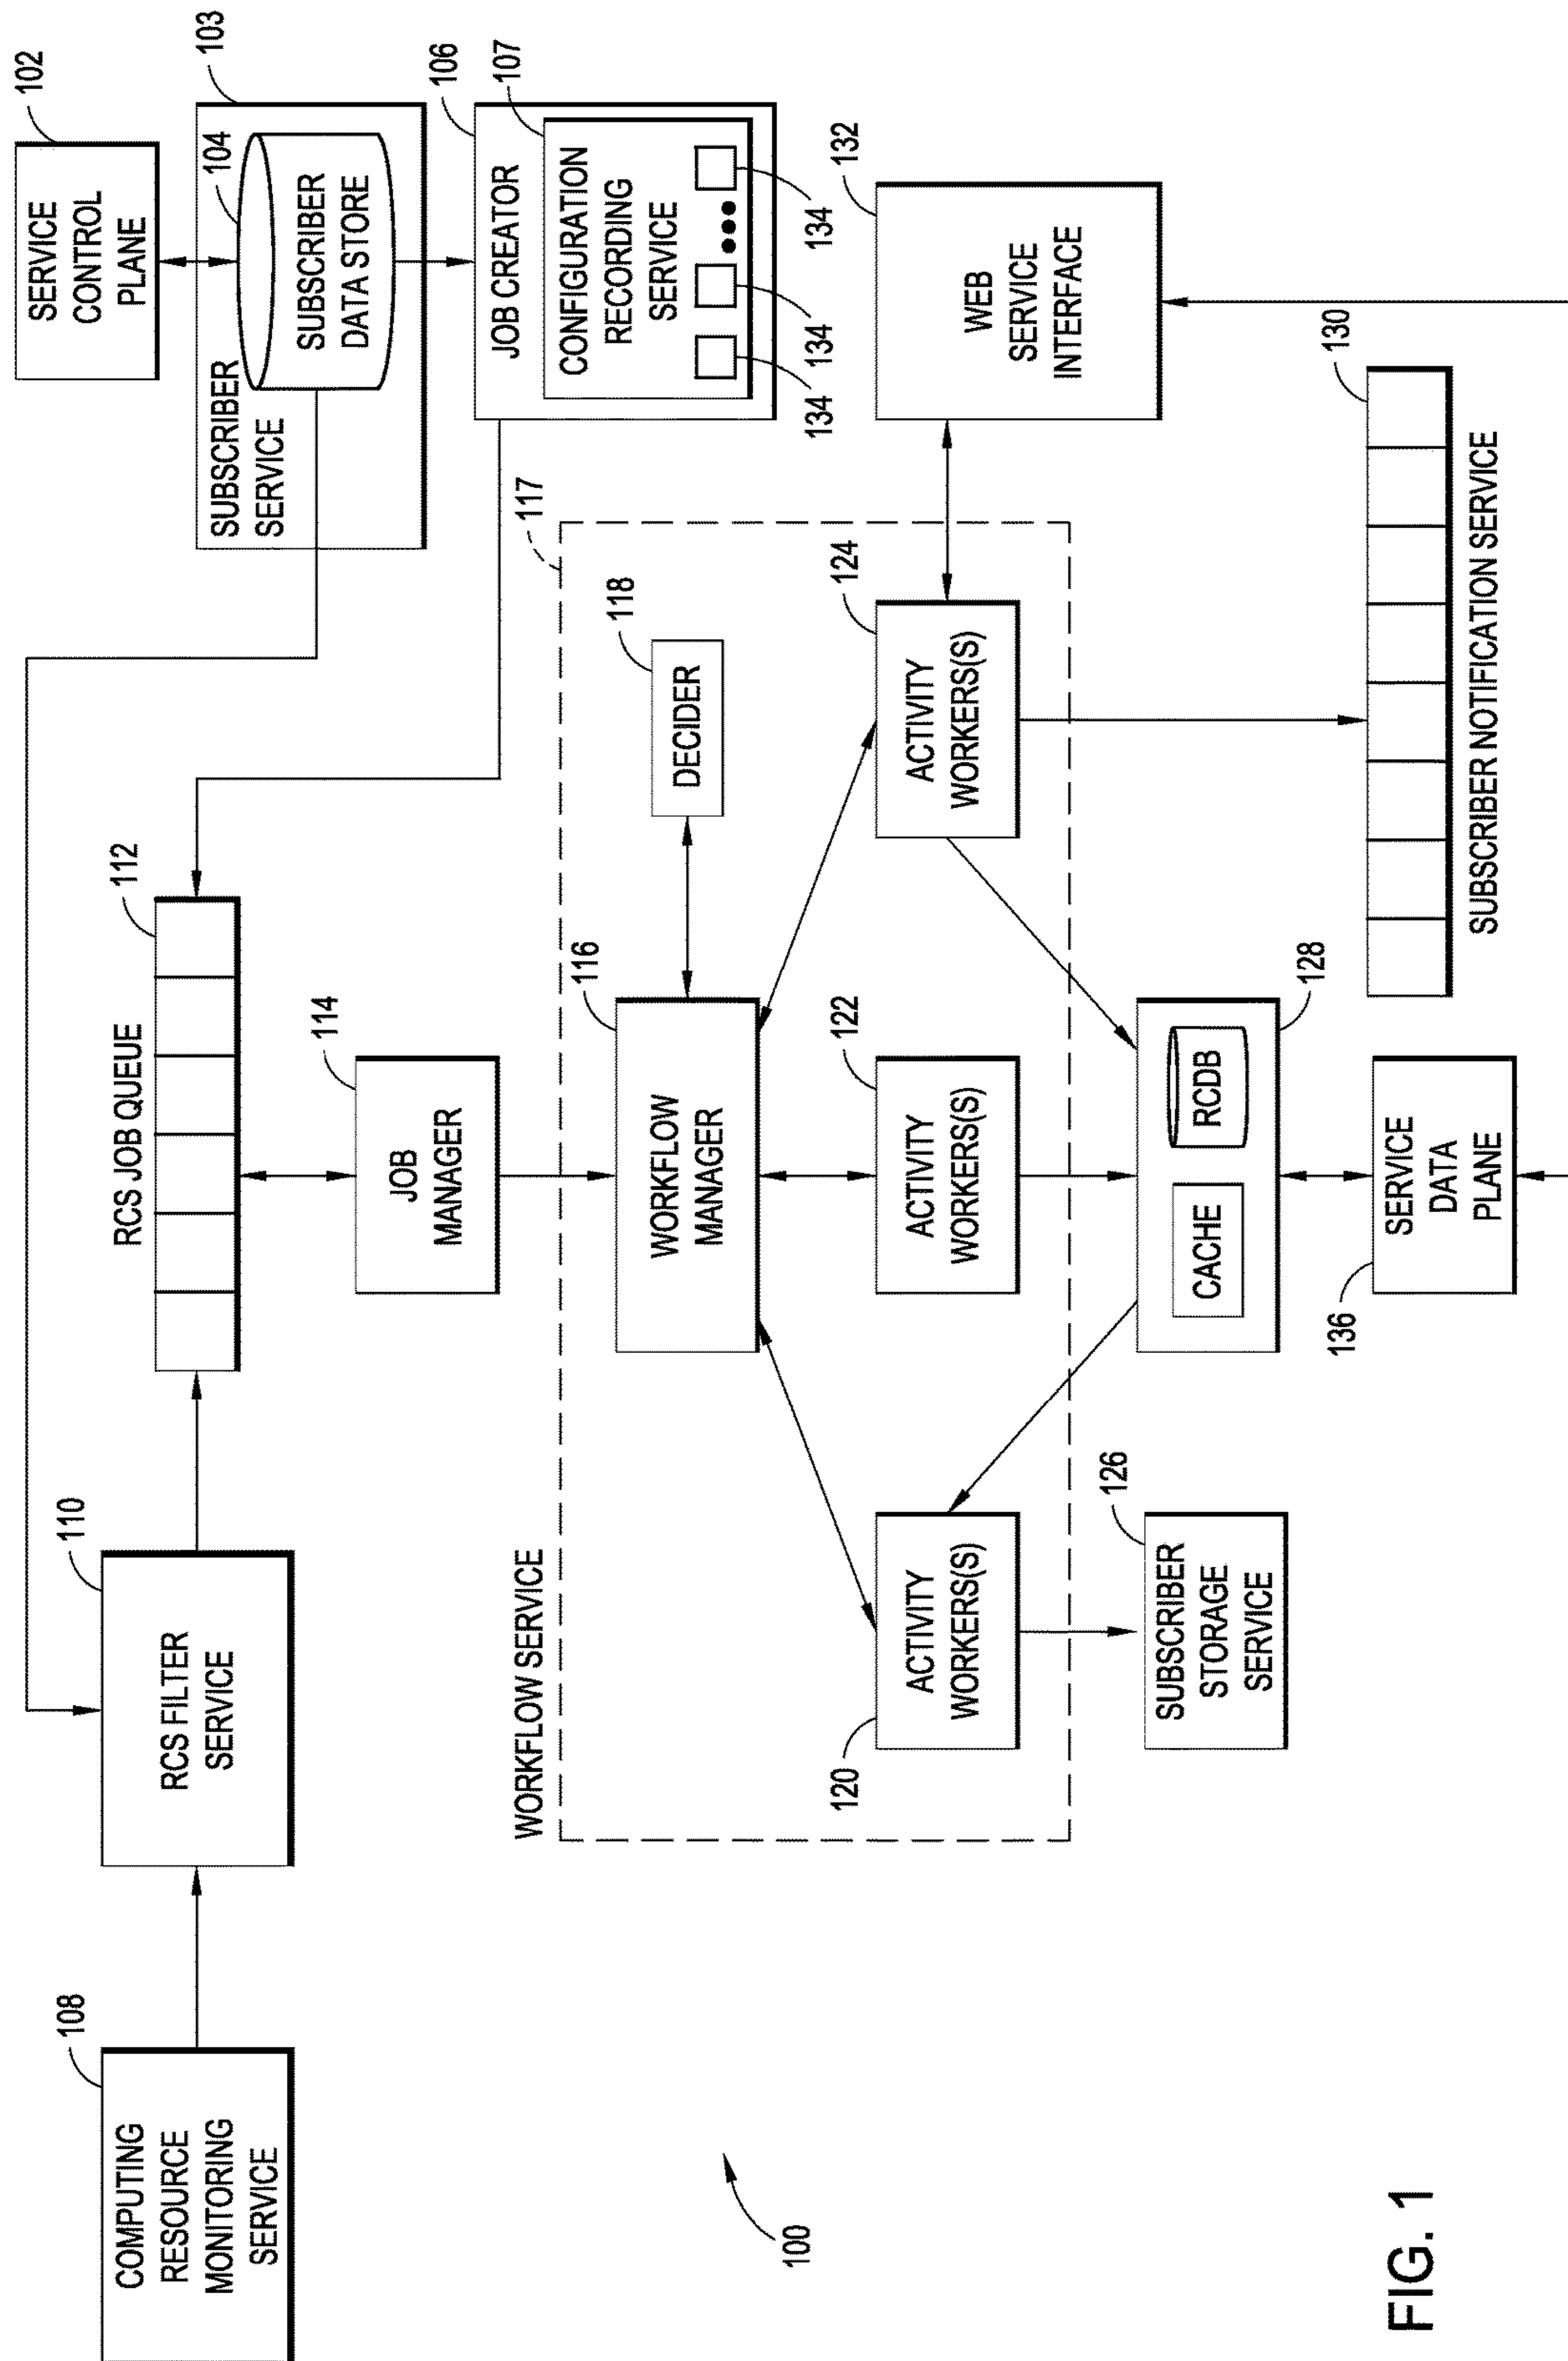 102
SERVICE
CONTROL
PLANE
103
104
SUBSCRIBER
SERVICE
SUBSCRIBER
DATA STORE
106
JOB CREATOR
107
CONFIGURATION
RECORDING
SERVICE
134
134
134
108
COMPUTING
RESOURCE
MONITORING
SERVICE
110
RCS FILTER
SERVICE
RCS JOB QUEUE
112
114
JOB
MANAGER
WORKFLOW SERVICE
117
116
WORKFLOW
MANAGER
118
DECIDER
120
ACTIVITY
WORKERS(S)
122
ACTIVITY
WORKERS(S)
124
ACTIVITY
WORKERS(S)
132
WEB
SERVICE
INTERFACE
126
SUBSCRIBER
STORAGE
SERVICE
128
CACHE
RCDB
130
SUBSCRIBER NOTIFICATION SERVICE
136
SERVICE
DATA
PLANE
100
FIG. 1